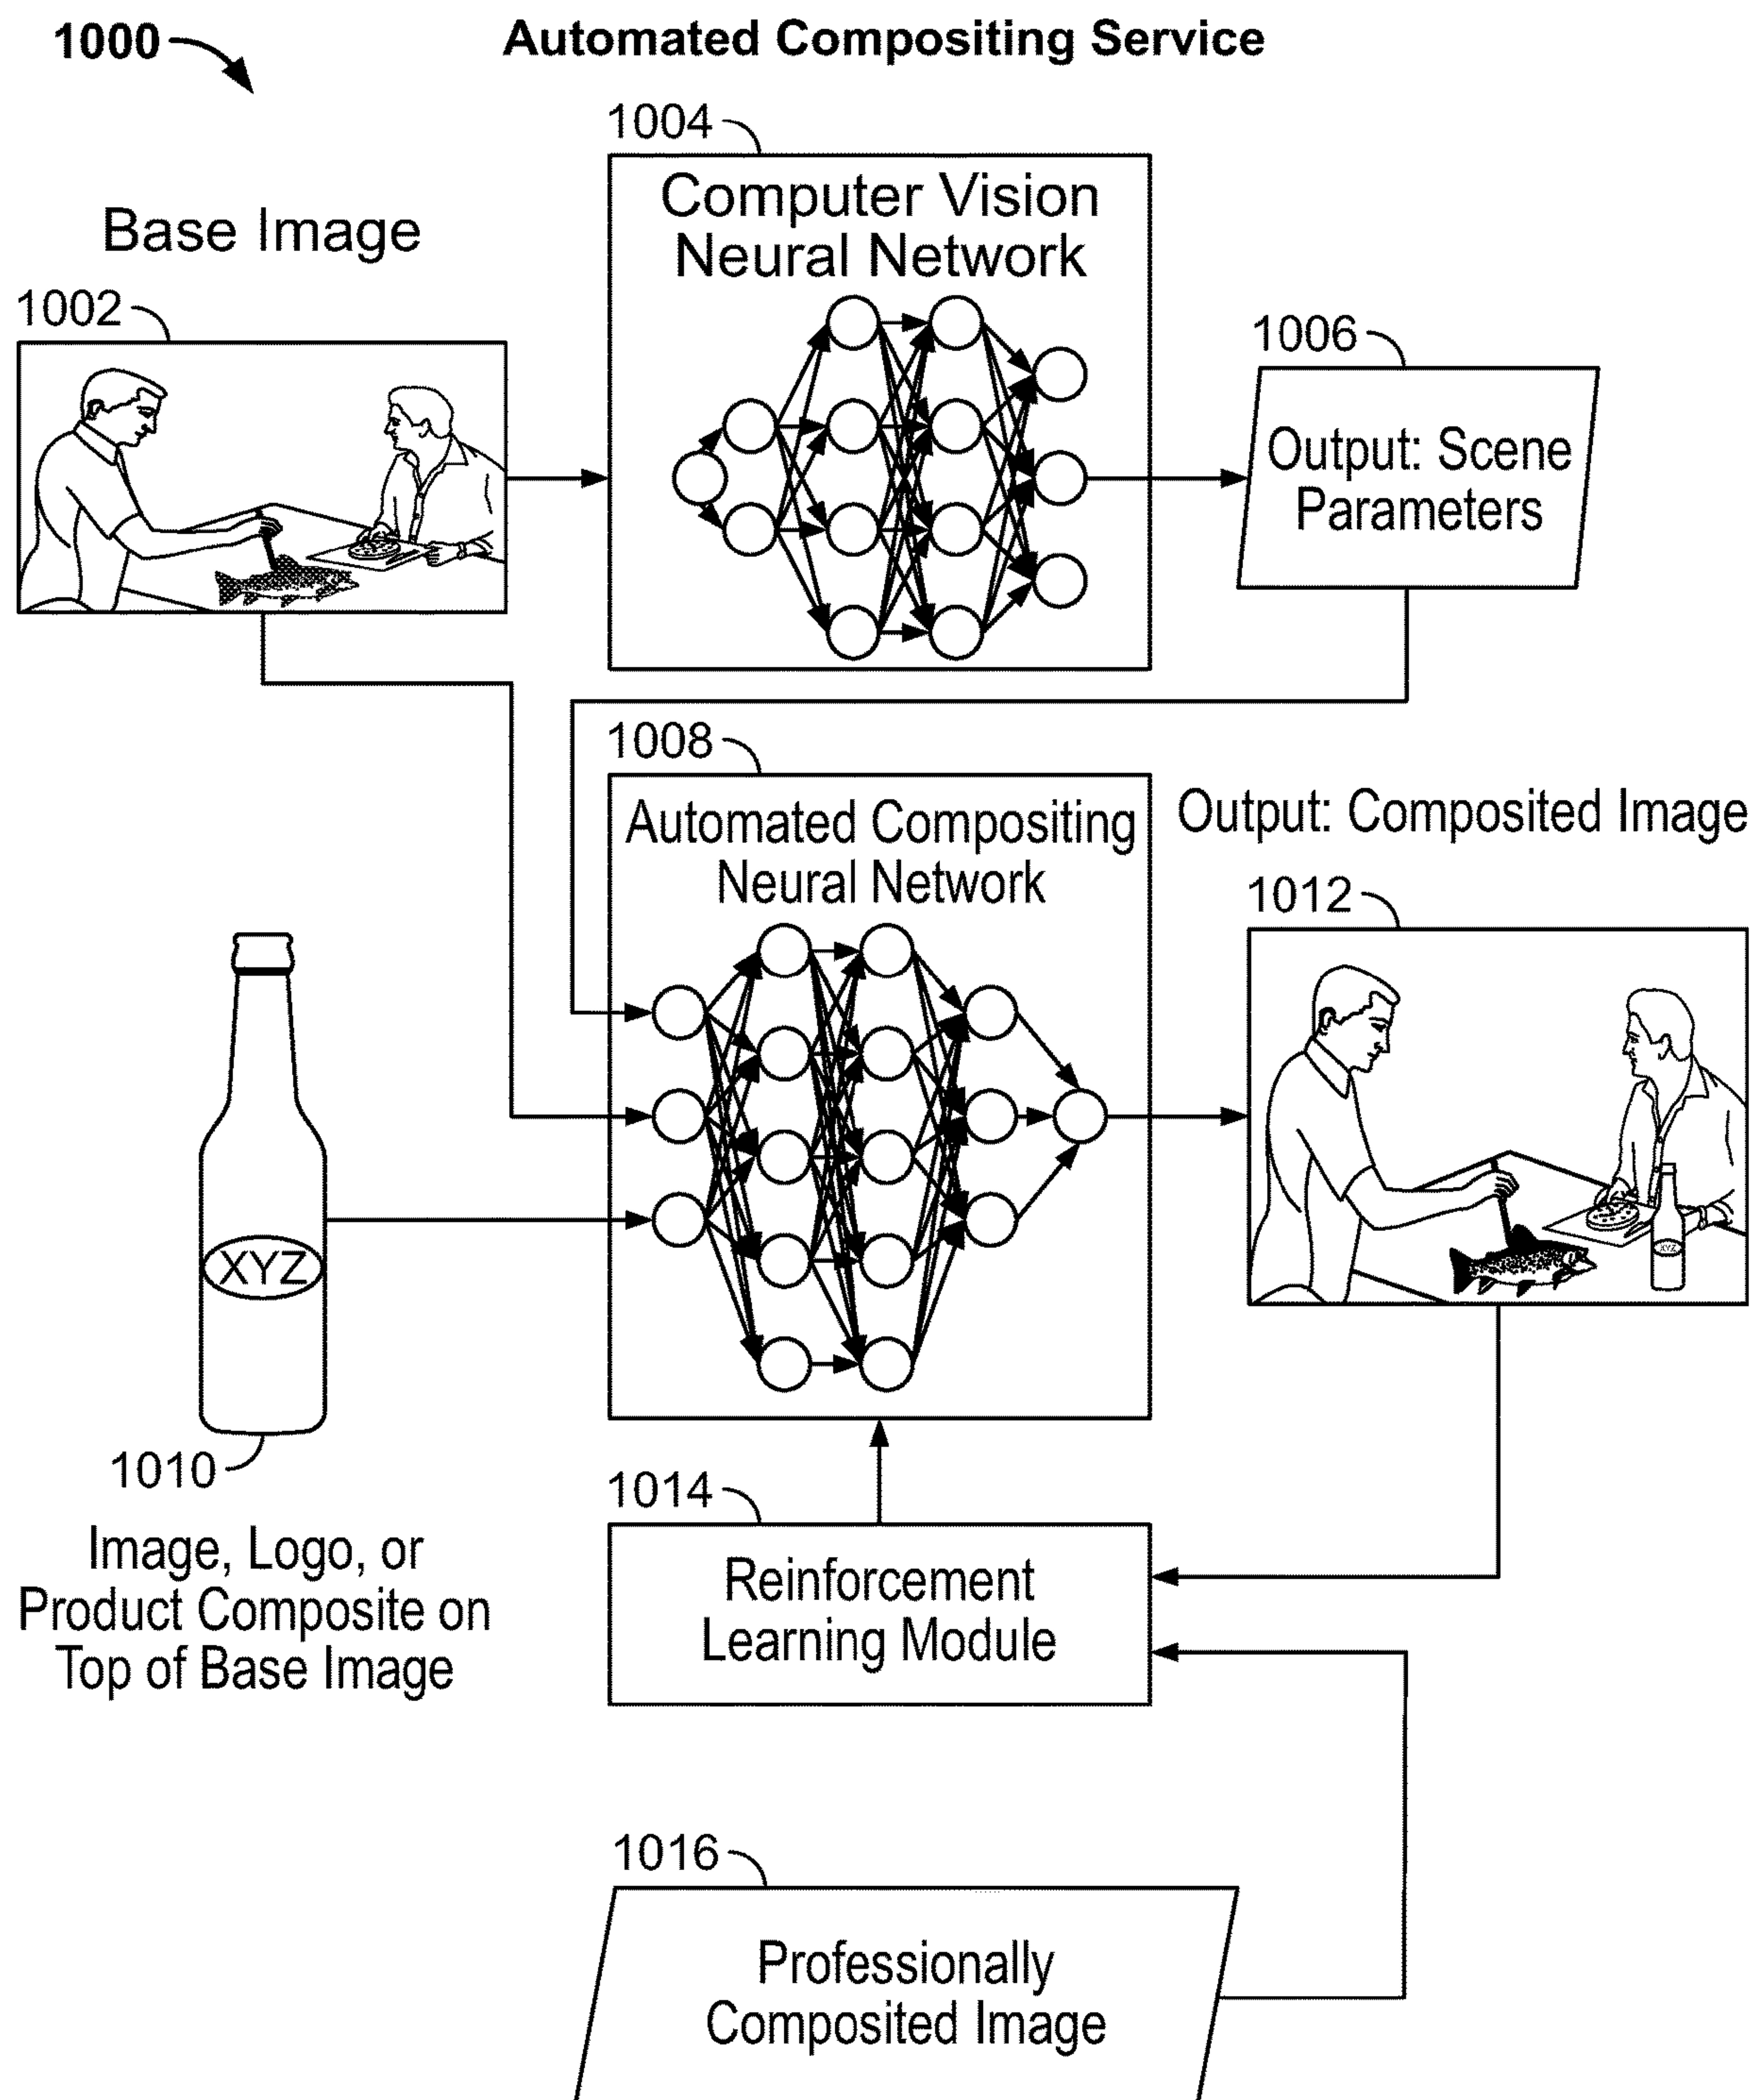 1000
Automated Compositing Service
1004
Computer Vision
Neural Network
Base Image
1002
1006
Output: Scene
Parameters
1008
Automated Compositing
Neural Network
Output: Composited Image
1012
XYZ
XYZ
1010
Image, Logo, or
Product Composite on
Top of Base Image
1014
Reinforcement
Learning Module
1016
Professionally
Composited Image